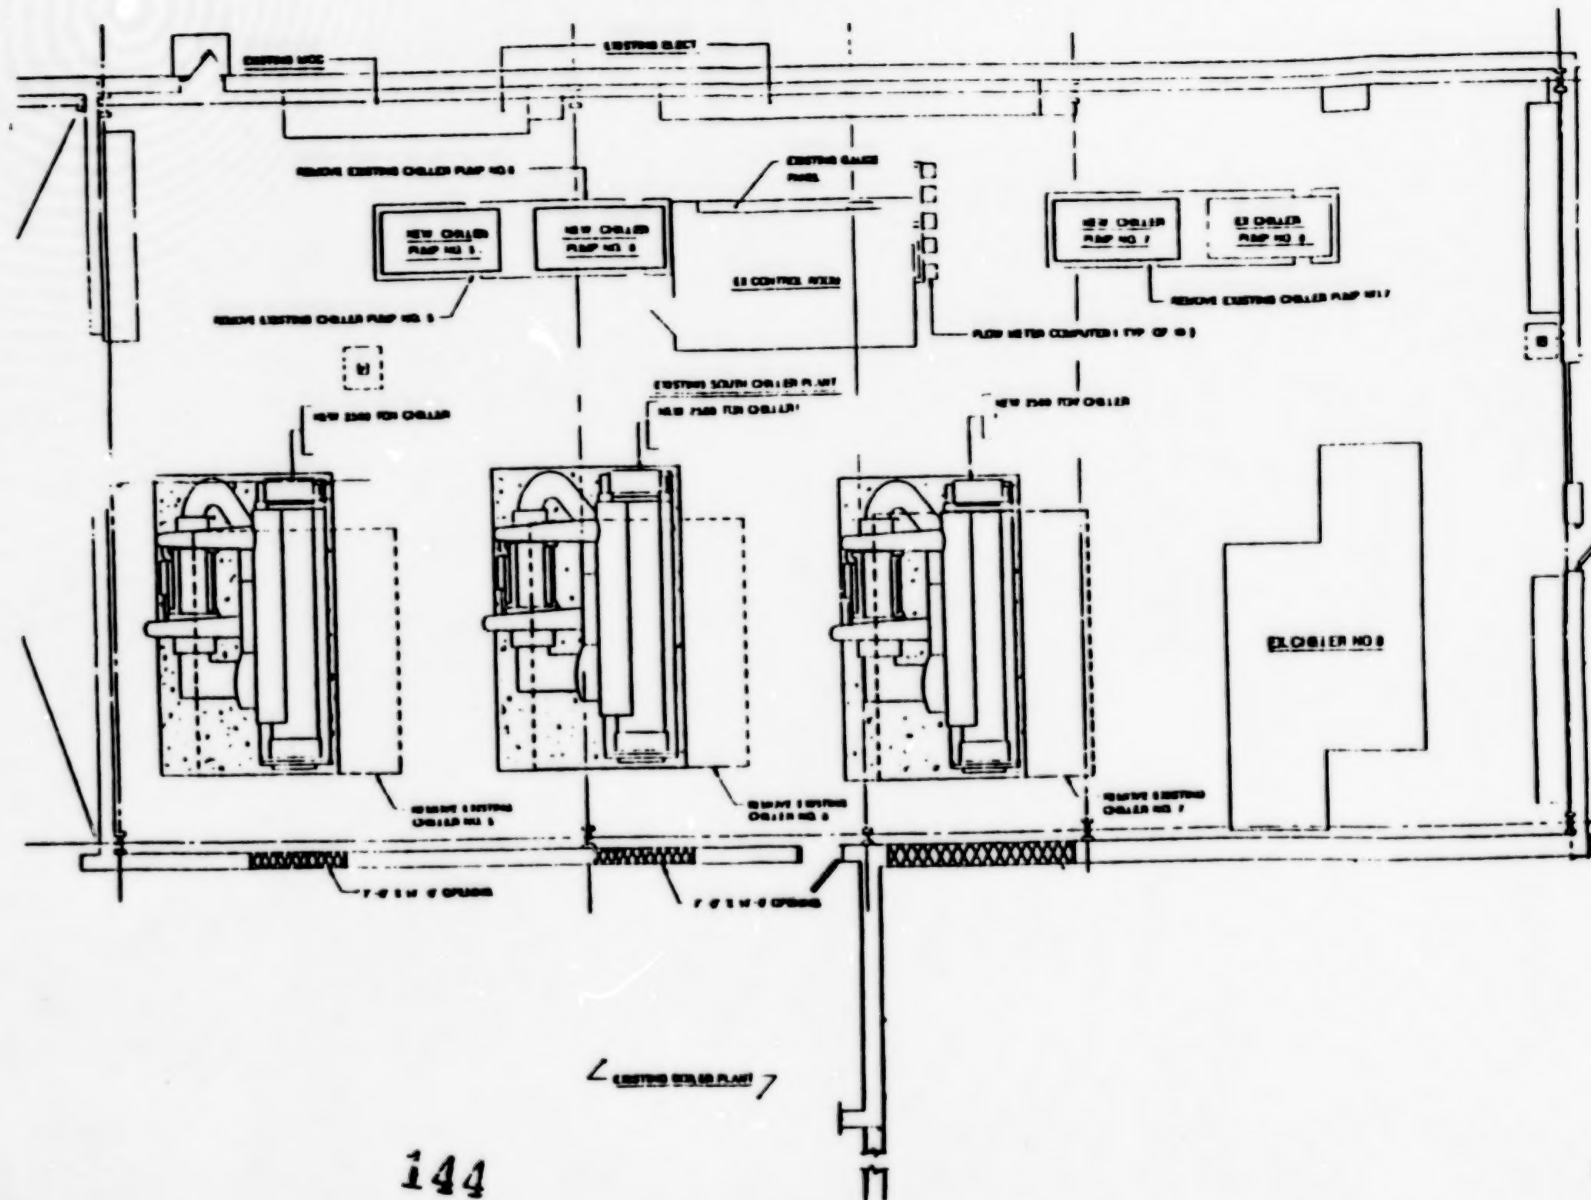 EXISTING MCC
EXISTING ELECT
REMOVE EXISTING CHILLER PUMP NO. 6
EXISTING GAUGE
PANEL
NEW CHILLER
PUMP NO. 5
NEW CHILLER
PUMP NO. 6
EX CONTROL ROOM
NEW CHILLER
PUMP NO. 7
EX CHILLER
PUMP NO. 8
REMOVE EXISTING CHILLER PUMP NO. 5
REMOVE EXISTING CHILLER PUMP NO. 7
FLOW METER COMPUTER ( TYP. OF
EXISTING SOUTH CHILLER PLANT
NEW 2500 TON CHILLER
NEW 2500 TON CHILLER
NEW 2500 TON CHILLER
EX. CHILLER NO. 8
REMOVE EXISTING
CHILLER NO. 5
REMOVE EXISTING
CHILLER NO. 6
REMOVE EXISTING
CHILLER NO. 7
OPENING
OPENING
EXISTING BOILER PLANT
144